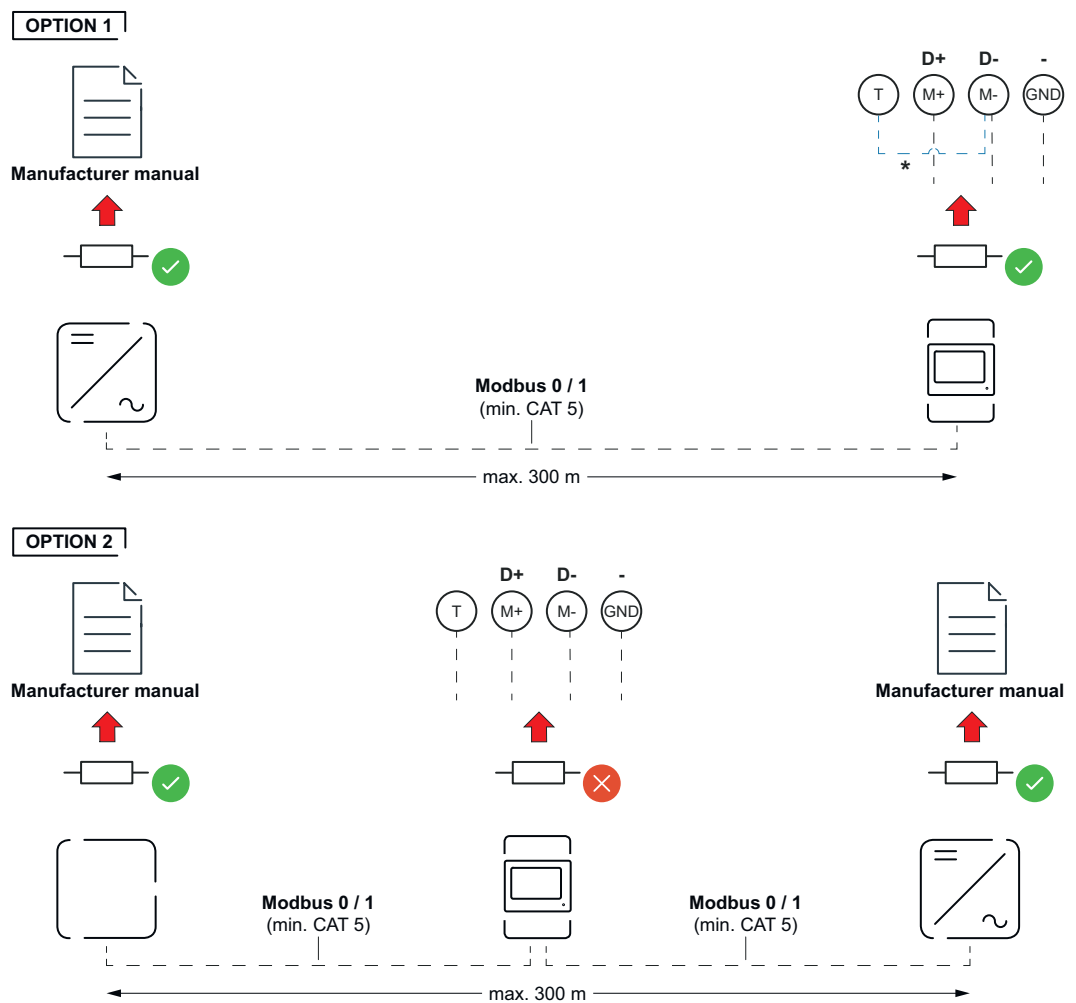 OPTION 1
D+ D- -
T M+ M- GND
*
Manufacturer manual
Modbus 0 / 1
(min. CAT 5)
max. 300 m
OPTION 2
D+ D- -
T M+ M- GND
Manufacturer manual
Manufacturer manual
Modbus 0 / 1
(min. CAT 5)
Modbus 0 / 1
(min. CAT 5)
max. 300 m